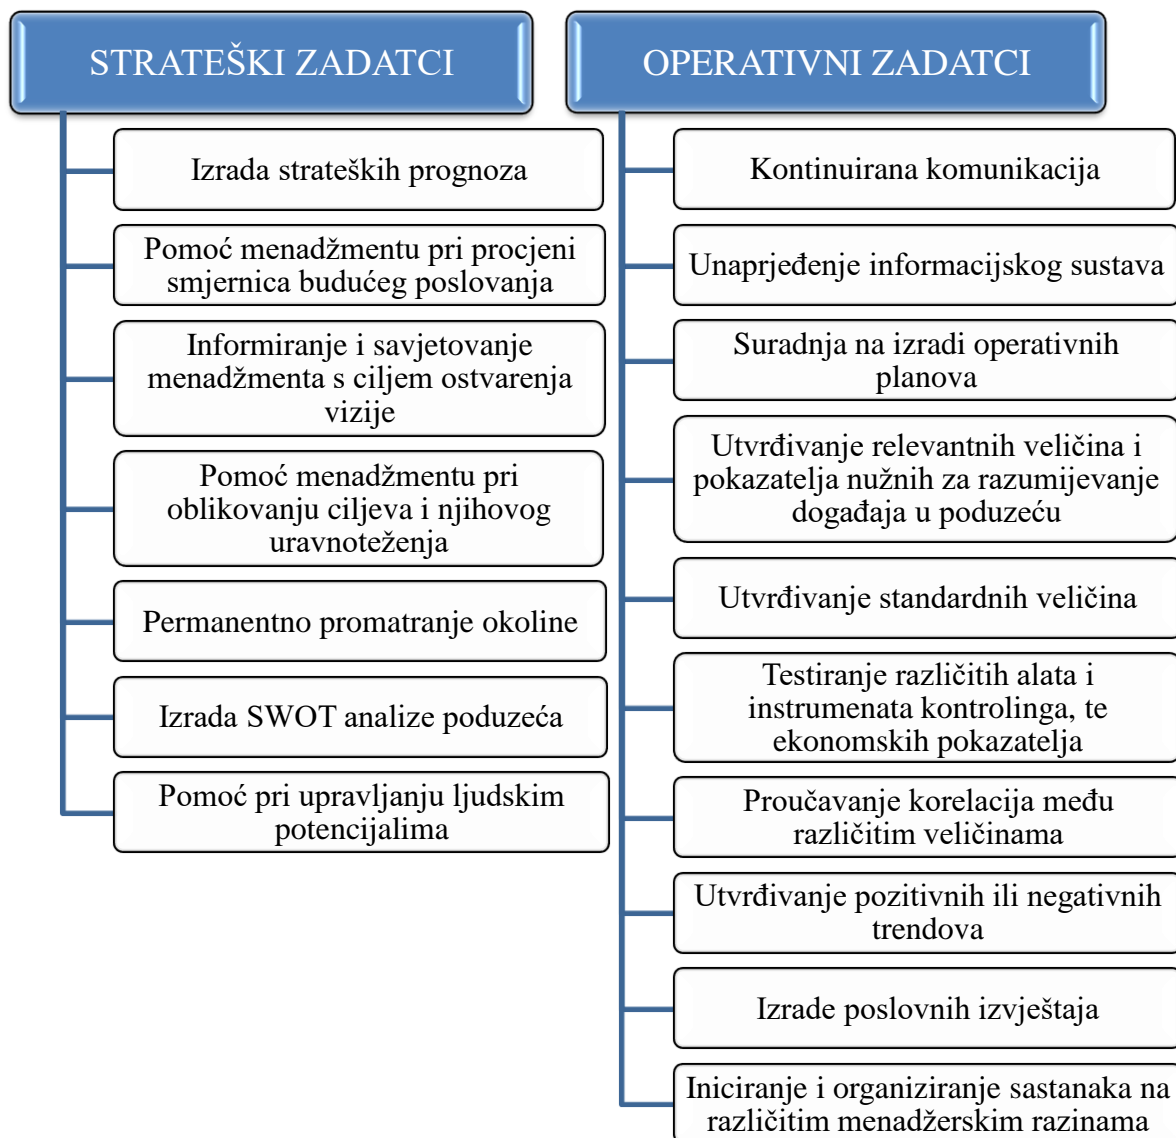 STRATEŠKI ZADATCI
Izrada strateških prognoza
Pomoć menadžmentu pri procjeni
smjernica budućeg poslovanja
Informiranje i savjetovanje
menadžmenta s ciljem ostvarenja
vizije
Pomoć menadžmentu pri
oblikovanju ciljeva i njihovog
uravnoteženja
Permanentno promatranje okoline
Izrada SWOT analize poduzeća
Pomoć pri upravljanju ljudskim
potencijalima
OPERATIVNI ZADATCI
Kontinuirana komunikacija
Unaprjeđenje informacijskog sustava
Suradnja na izradi operativnih
planova
Utvrđivanje relevantnih veličina i
pokazatelja nužnih za razumijevanje
događaja u poduzeću
Utvrđivanje standardnih veličina
Testiranje različitih alata i
instrumenata kontrolinga, te
ekonomskih pokazatelja
Proučavanje korelacija među
različitim veličinama
Utvrđivanje pozitivnih ili negativnih
trendova
Izrade poslovnih izvještaja
Iniciranje i organiziranje sastanaka na
različitim menadžerskim razinama